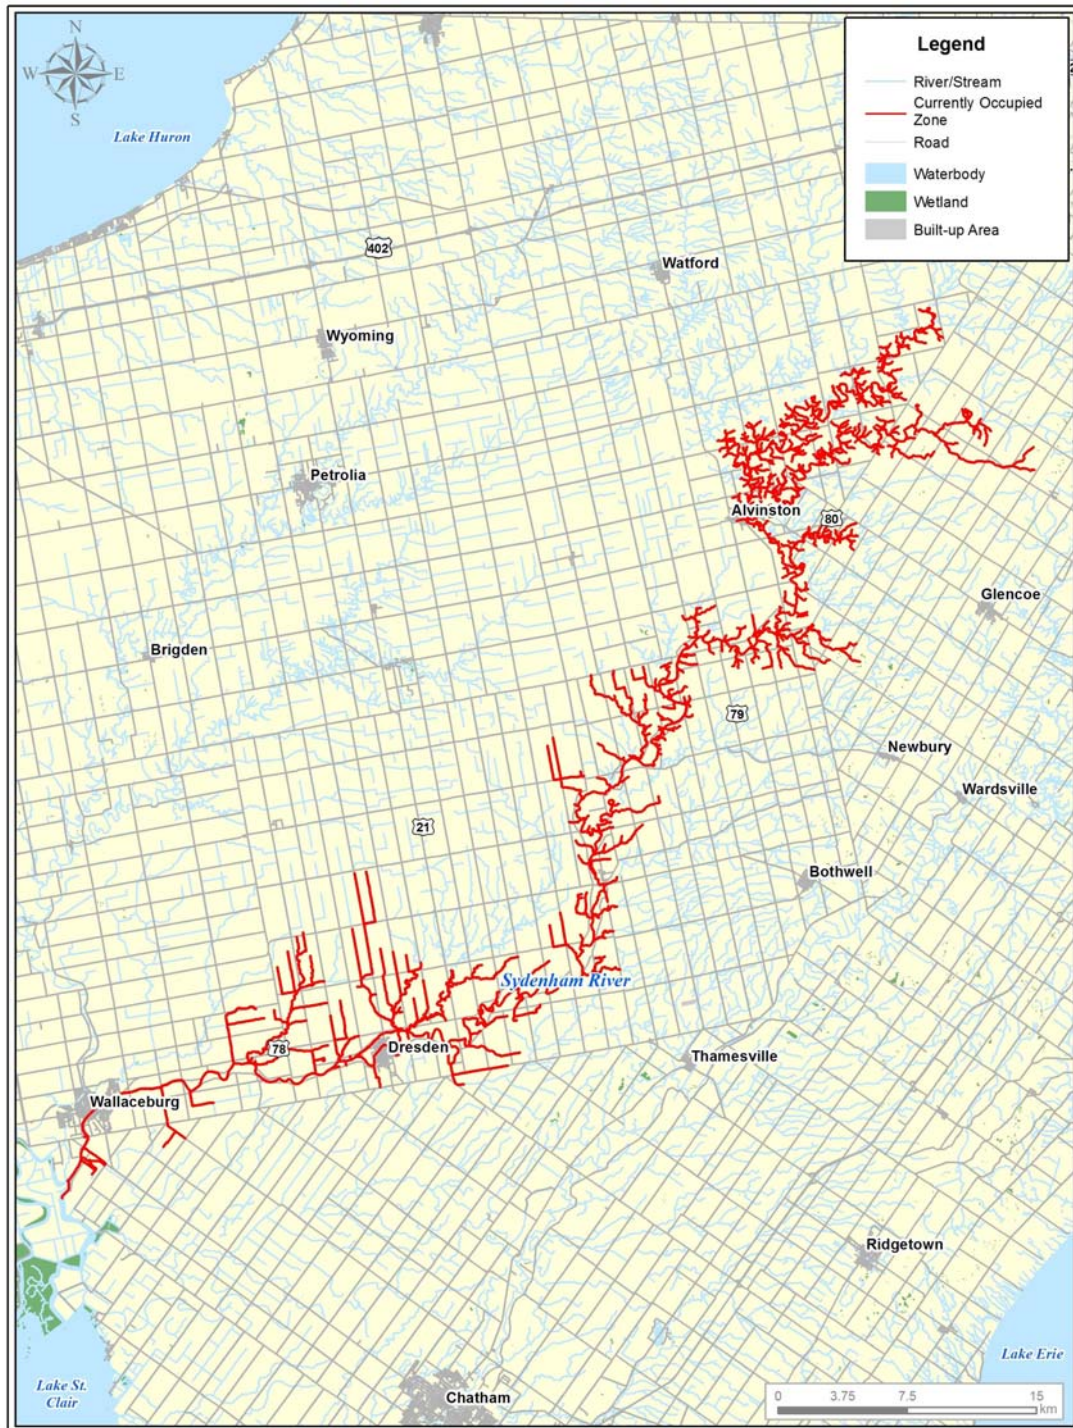 N
W
E
S
Legend
River/Stream
Currently Occupied
Zone
Road
Waterbody
Wetland
Built-up Area
2
Lake Huron
402
Watford
Wyoming
Petrolia
Alvinston
80
Glencoe
Brigden
79
Newbury
Wardsville
21
Bothwell
Sydenham River
78
Dresden
Thamesville
Wallaceburg
Ridgetown
Lake Erie
Lake St.
Clair
Chatham
0 3.75 7.5 15
km